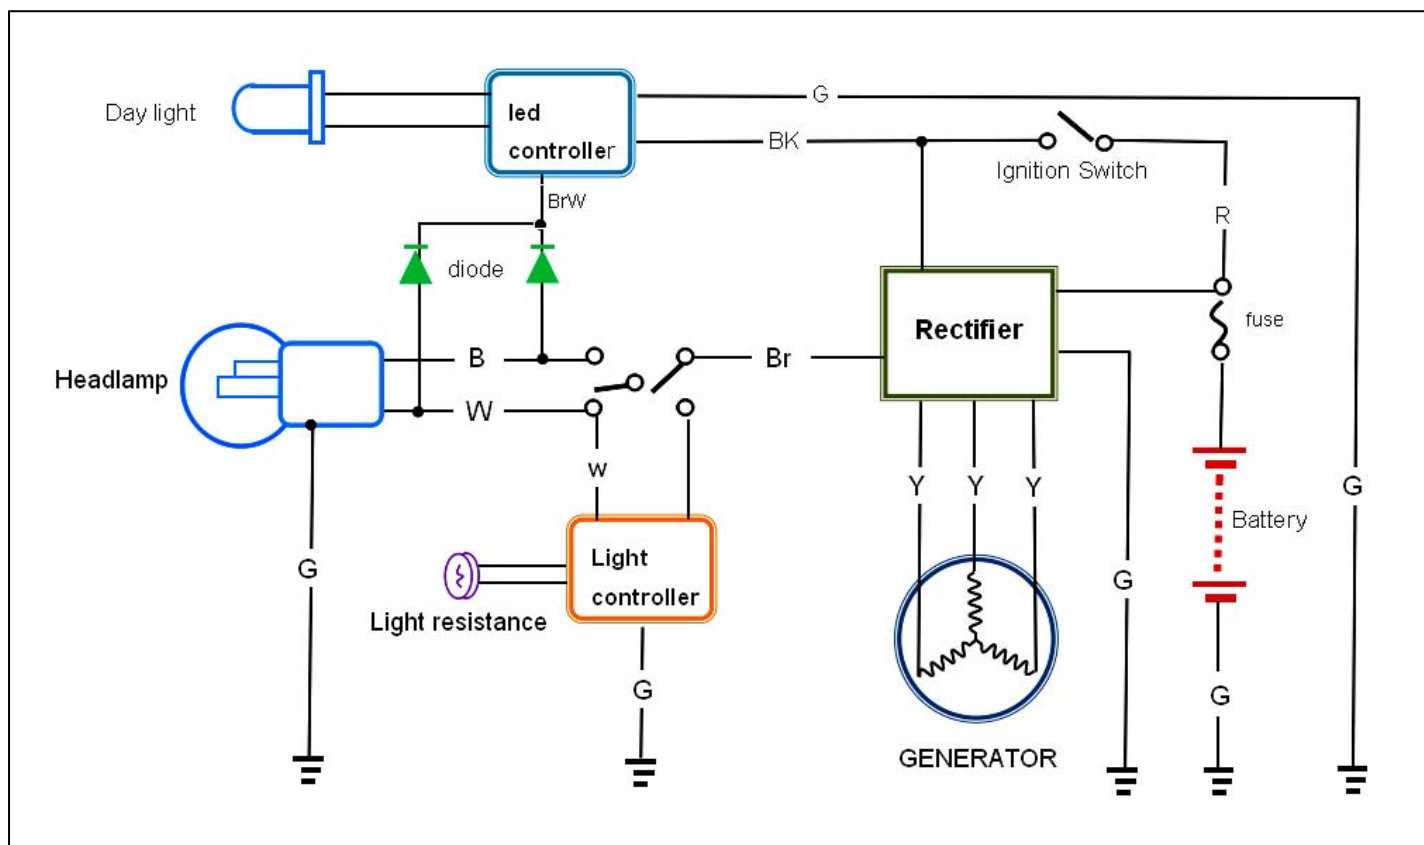 G
Day light
led
controller
BK
Ignition Switch
BrW
R
diode
fuse
Rectifier
B
Br
Headlamp
W
w
Y
Y
Y
G
Battery
Light
controller
G
G
Light resistance
G
G
GENERATOR